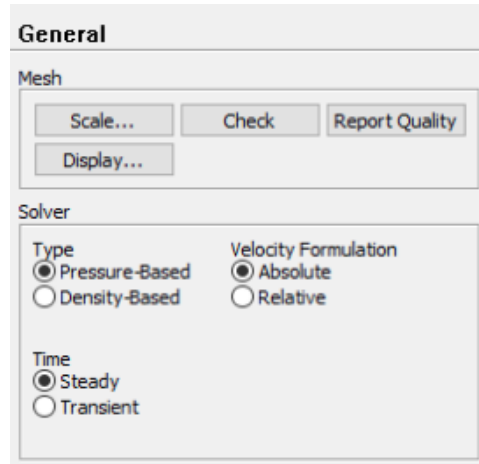 General
Mesh
Scale... Check Report Quality
Display...
Solver
Type Velocity Formulation
Pressure-Based Absolute
Density-Based Relative
Time
Steady
Transient